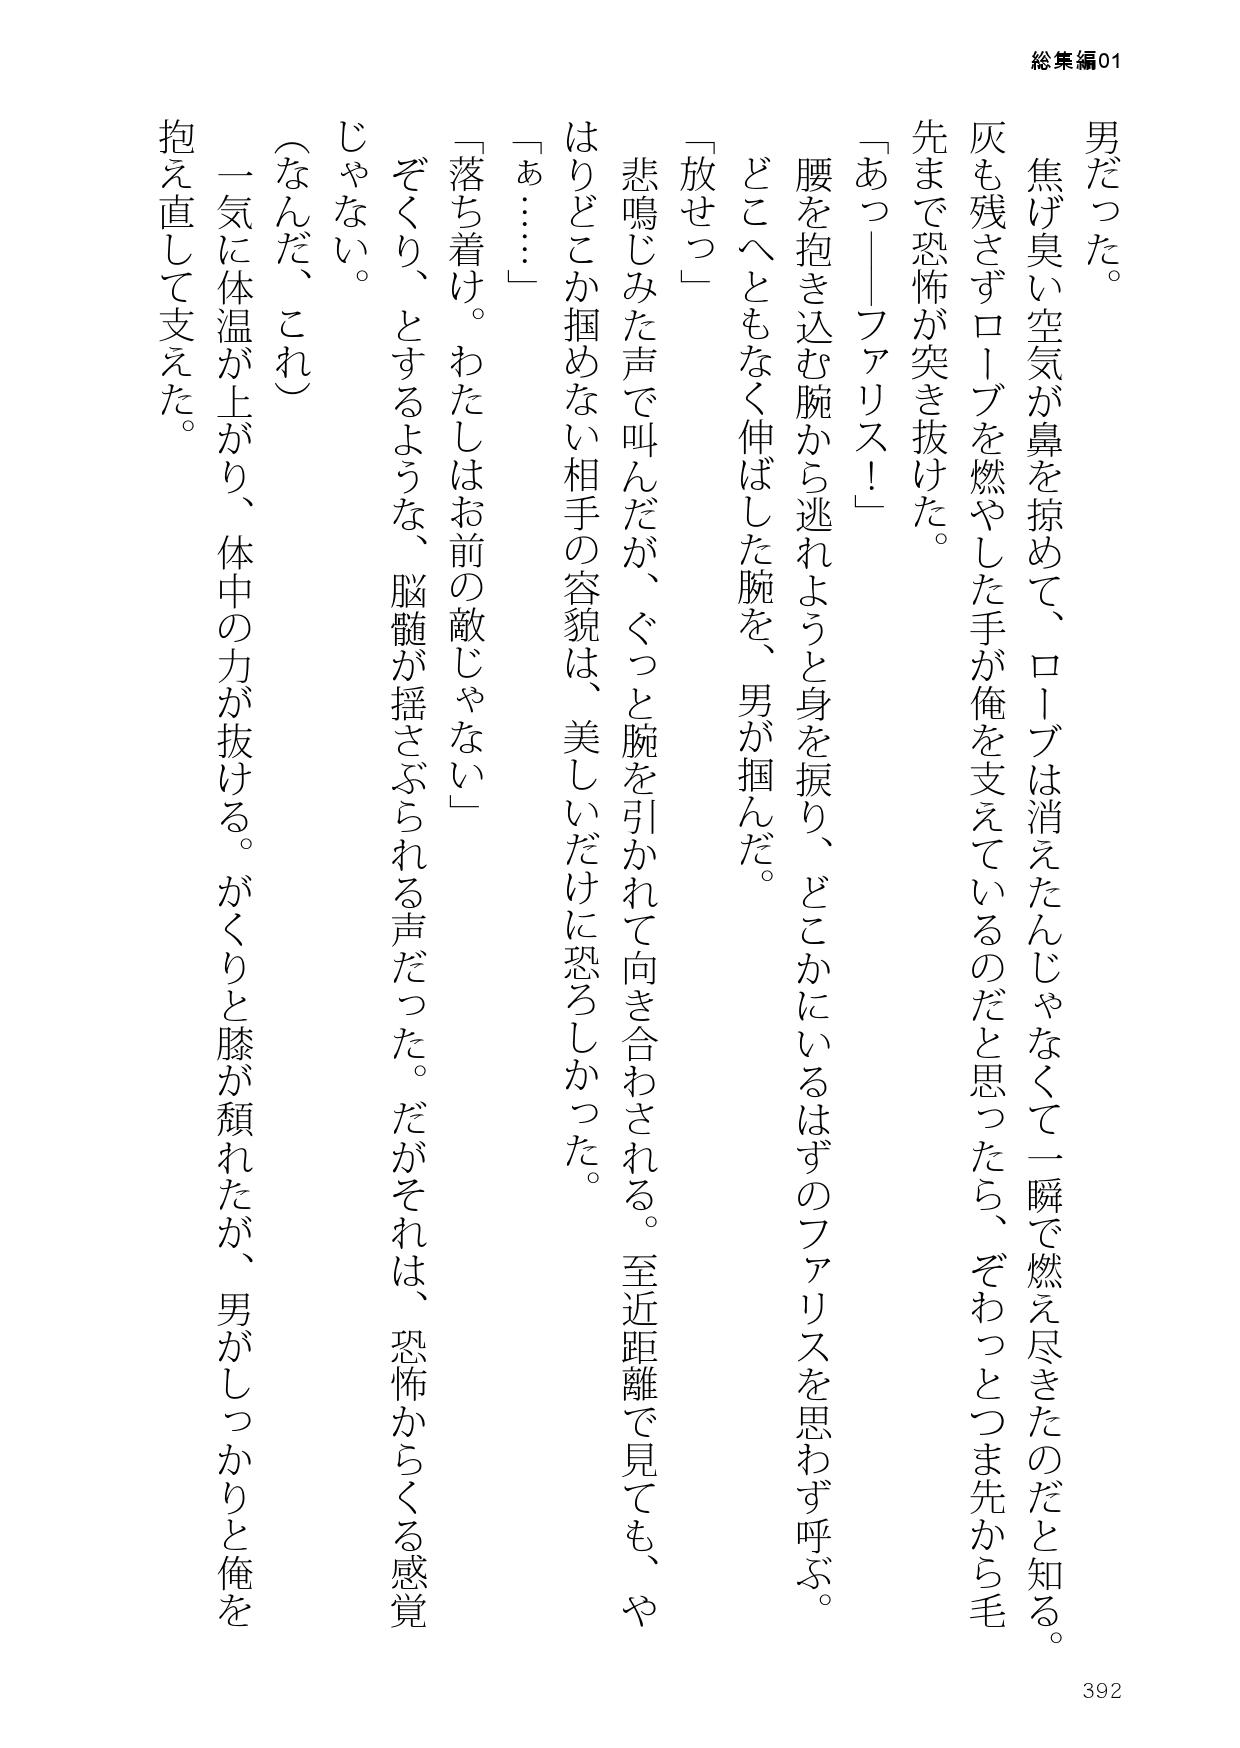 総集編01
男だった。
　焦げ臭い空気が鼻を掠めて、ローブは消えたんじゃなくて一瞬で燃え尽きたのだと知る。
灰も残さずローブを燃やした手が俺を支えているのだと思ったら、ぞわっとつま先から毛
先まで恐怖が突き抜けた。
「あっ――ファリス！」
　腰を抱き込む腕から逃れようと身を捩り、どこかにいるはずのファリスを思わず呼ぶ。
　どこへともなく伸ばした腕を、男が掴んだ。
「放せっ」
　悲鳴じみた声で叫んだが、ぐっと腕を引かれて向き合わされる。至近距離で見ても、や
はりどこか掴めない相手の容貌は、美しいだけに恐ろしかった。
「あ……」
「落ち着け。わたしはお前の敵じゃない」
　ぞくり、とするような、脳髄が揺さぶられる声だった。だがそれは、恐怖からくる感覚
じゃない。
（なんだ、これ）
　一気に体温が上がり、体中の力が抜ける。がくりと膝が頽れたが、男がしっかりと俺を
抱え直して支えた。
392